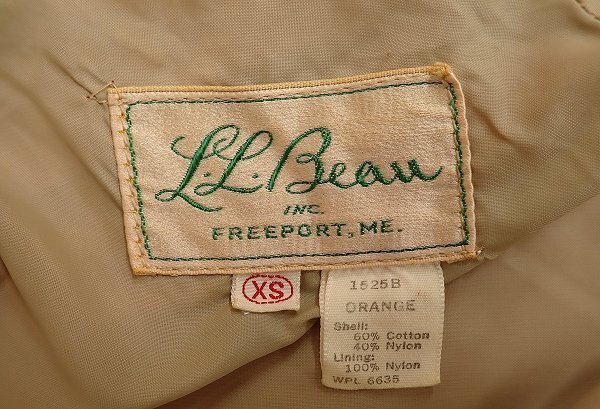 L.L. Bean
INC.
FREEPORT, ME.
XS
1525B
ORANGE
Shell:
60% Cotton
40% Nylon
Lining:
100% Nylon
WPL 6635